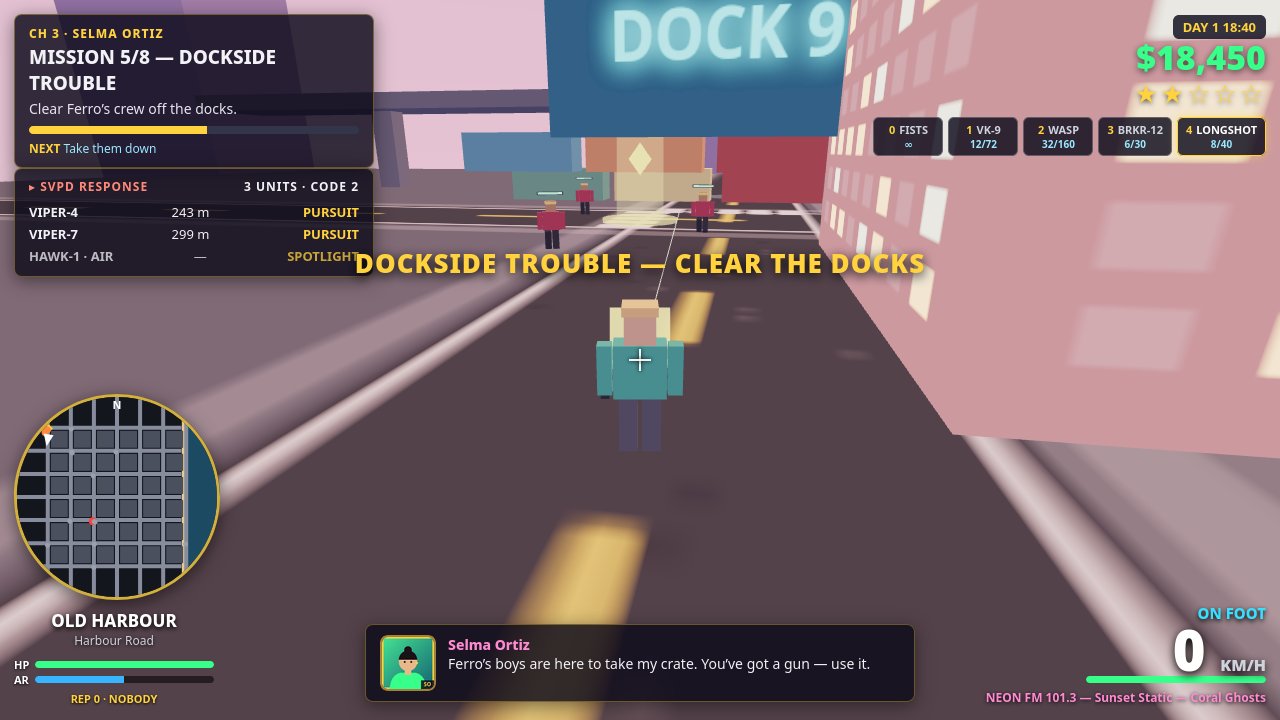 CH 3 · SELMA ORTIZ
MISSION 5/8 — DOCKSIDE
TROUBLE
Clear Ferro's crew off the docks.
NEXT Take them down
▸ SVPD RESPONSE 3 UNITS · CODE 2
VIPER-4 243 m PURSUIT
VIPER-7 299 m PURSUIT
HAWK-1 · AIR — SPOTLIGHT
DOCK 9
DAY 1 18:40
$18,450
0 FISTS 1 VK-9 2 WASP 3 BRKR-12 4 LONGSHOT
∞ 12/72 32/160 6/30 8/40
DOCKSIDE TROUBLE — CLEAR THE DOCKS
N
OLD HARBOUR
Harbour Road
HP
AR
REP 0 · NOBODY
Selma Ortiz
Ferro's boys are here to take my crate. You've got a gun — use it.
SO
ON FOOT
0 KM/H
NEON FM 101.3 — Sunset Static — Coral Ghosts